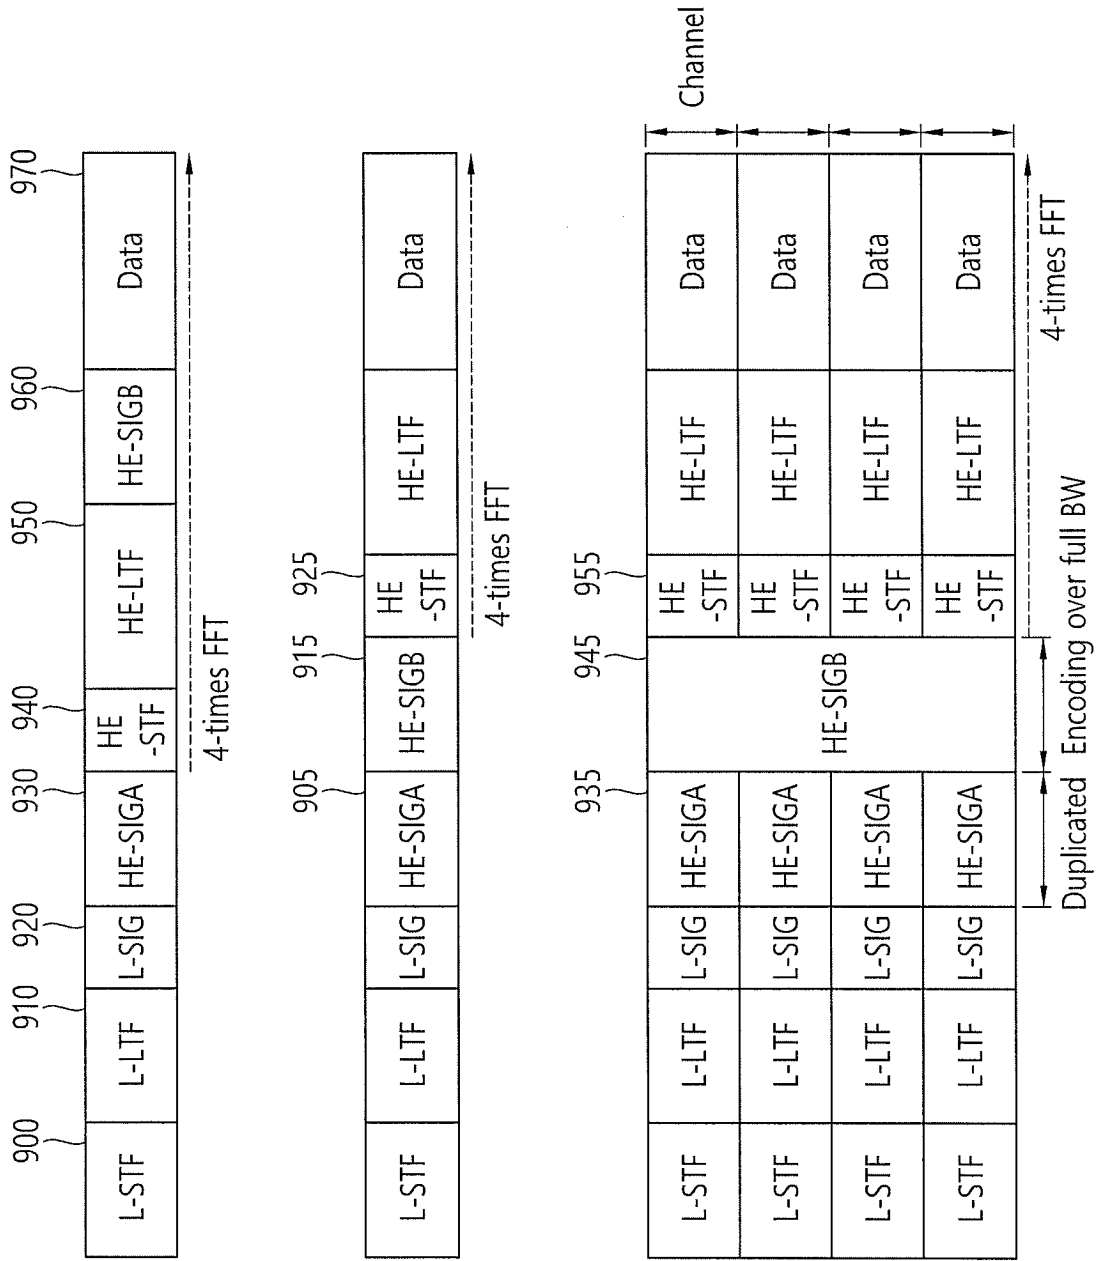 900
910
920
930
940
950
960
970
L-STF
L-LTF
L-SIG
HE-SIGA
HE
-STF
HE-LTF
HE-SIGB
Data
4-times FFT
905
915
925
L-STF
L-LTF
L-SIG
HE-SIGA
HE-SIGB
HE
-STF
HE-LTF
Data
4-times FFT
935
945
955
Channel
L-STF
L-LTF
L-SIG
HE-SIGA
HE-SIGB
HE
-STF
HE-LTF
Data
L-STF
L-LTF
L-SIG
HE-SIGA
HE
-STF
HE-LTF
Data
L-STF
L-LTF
L-SIG
HE-SIGA
HE
-STF
HE-LTF
Data
L-STF
L-LTF
L-SIG
HE-SIGA
HE
-STF
HE-LTF
Data
4-times FFT
Duplicated
Encoding over full BW